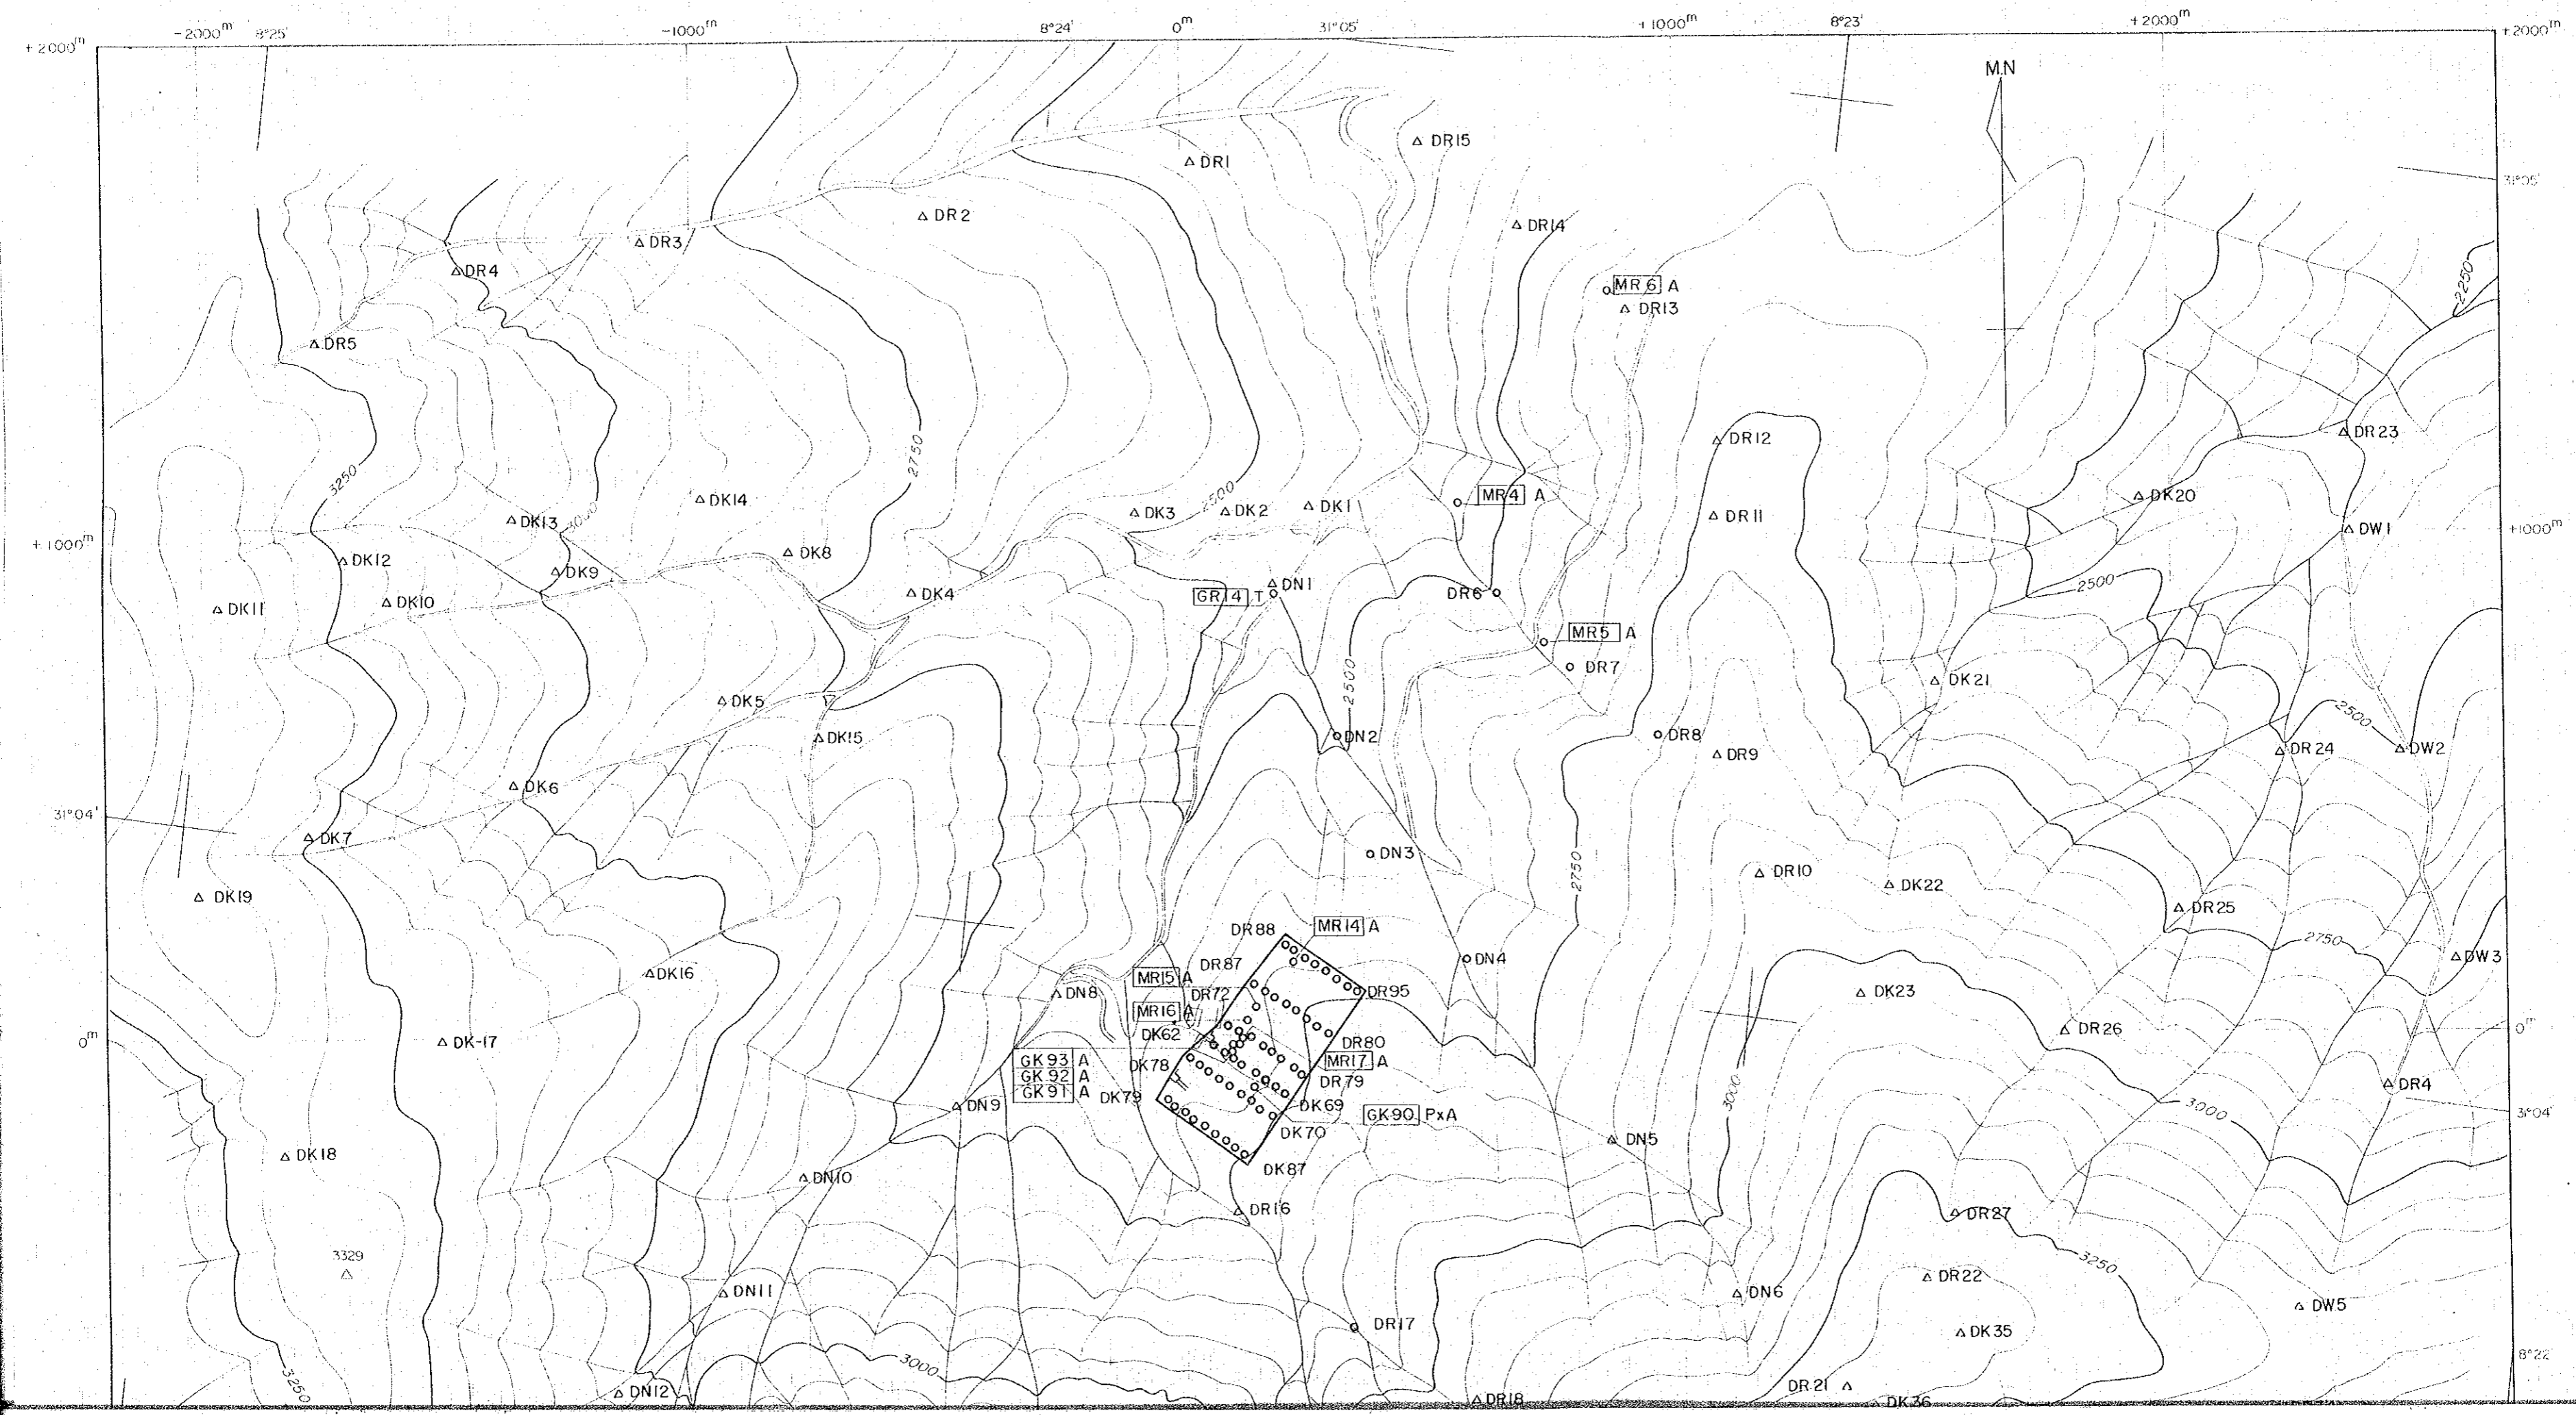 -2000m 8°25' -1000m 8°24' 0m 31°05' +1000m 8°23' +2000m
+2000m +2000m
MN
DR15
DR1
31°05'
DR2
DR14
DR3
DR4
2250
MR6 A
DR13
DR5
DR12
DR23
2750
3250
DK14
MR4 A
DK20
DK3
DK2
DK1
DK13
DR11
DW1
+1000m +1000m
DK8
DK12
DK9
2500
DN1
DK4
GR14 T
DR6
DK10
DK11
MR5 A
DR7
DK21
2500
DK5
2500
DK15
DN2
DR8
DR9
DR24
DW2
DK6
31°04'
DK7
DN3
2750
DR10
DK22
DK19
DR25
DR88
MR14 A
2750
DN4
DW3
DK16
DR87
MR15 A
DN8
DR72
DR95
DK23
MR16 A
0m 0m
DR26
DK62
DK-17
DR80
GK93 A
DK78
MR17 A
GK92 A
DR79
DR4
GK91 A
DK79
3000
DN9
DK69
GK90 PxA
3000
31°04'
DK70
DN5
DK18
DK87
DN10
DR16
DR27
3329
3250
DR22
DN11
DN6
DW5
DR17
DK35
3000
8°22'
3250
DN12
DR21
DR18
DK36